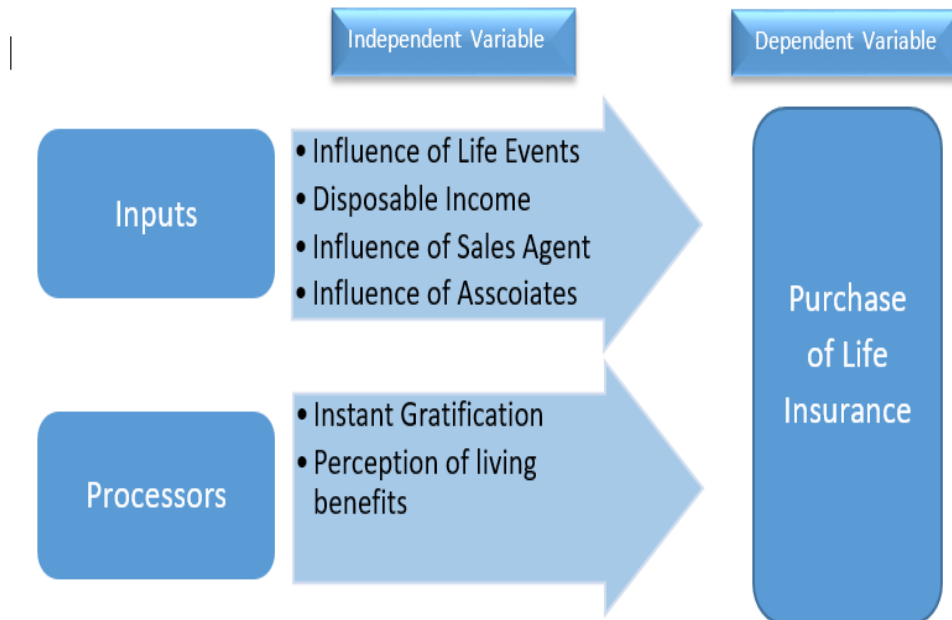 Independent Variable
Dependent Variable
Inputs
• Influence of Life Events
• Disposable Income
• Influence of Sales Agent
• Influence of Asscoiates
Processors
• Instant Gratification
• Perception of living
benefits
Purchase
of Life
Insurance